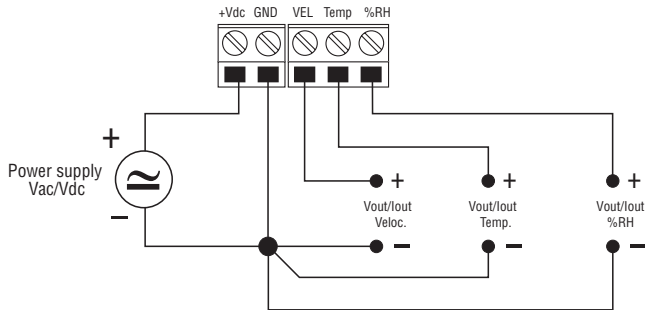 +Vdc GND VEL Temp %RH
+
Power supply
Vac/Vdc
−
+
Vout/Iout
Veloc.
−
+
Vout/Iout
Temp.
−
+
Vout/Iout
%RH
−